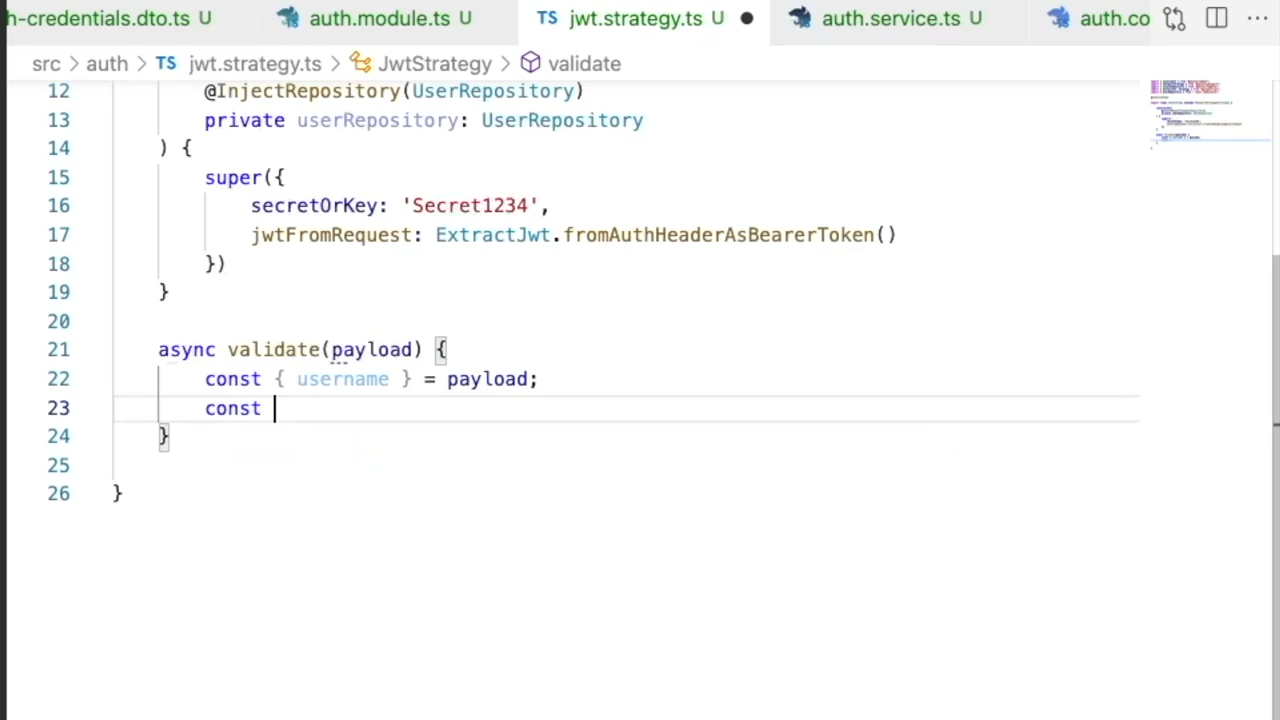 h-credentials.dto.ts U
auth.module.ts U
TS jwt.strategy.ts U
auth.service.ts U
auth.co
src > auth > TS jwt.strategy.ts > JwtStrategy > validate
12 @InjectRepository(UserRepository)
13 private userRepository: UserRepository
14 ) {
15 super({
16 secretOrKey: 'Secret1234',
17 jwtFromRequest: ExtractJwt.fromAuthHeaderAsBearerToken()
18 })
19 }
20
21 async validate(payload) {
22 const { username } = payload;
23 const
24 }
25
26 }